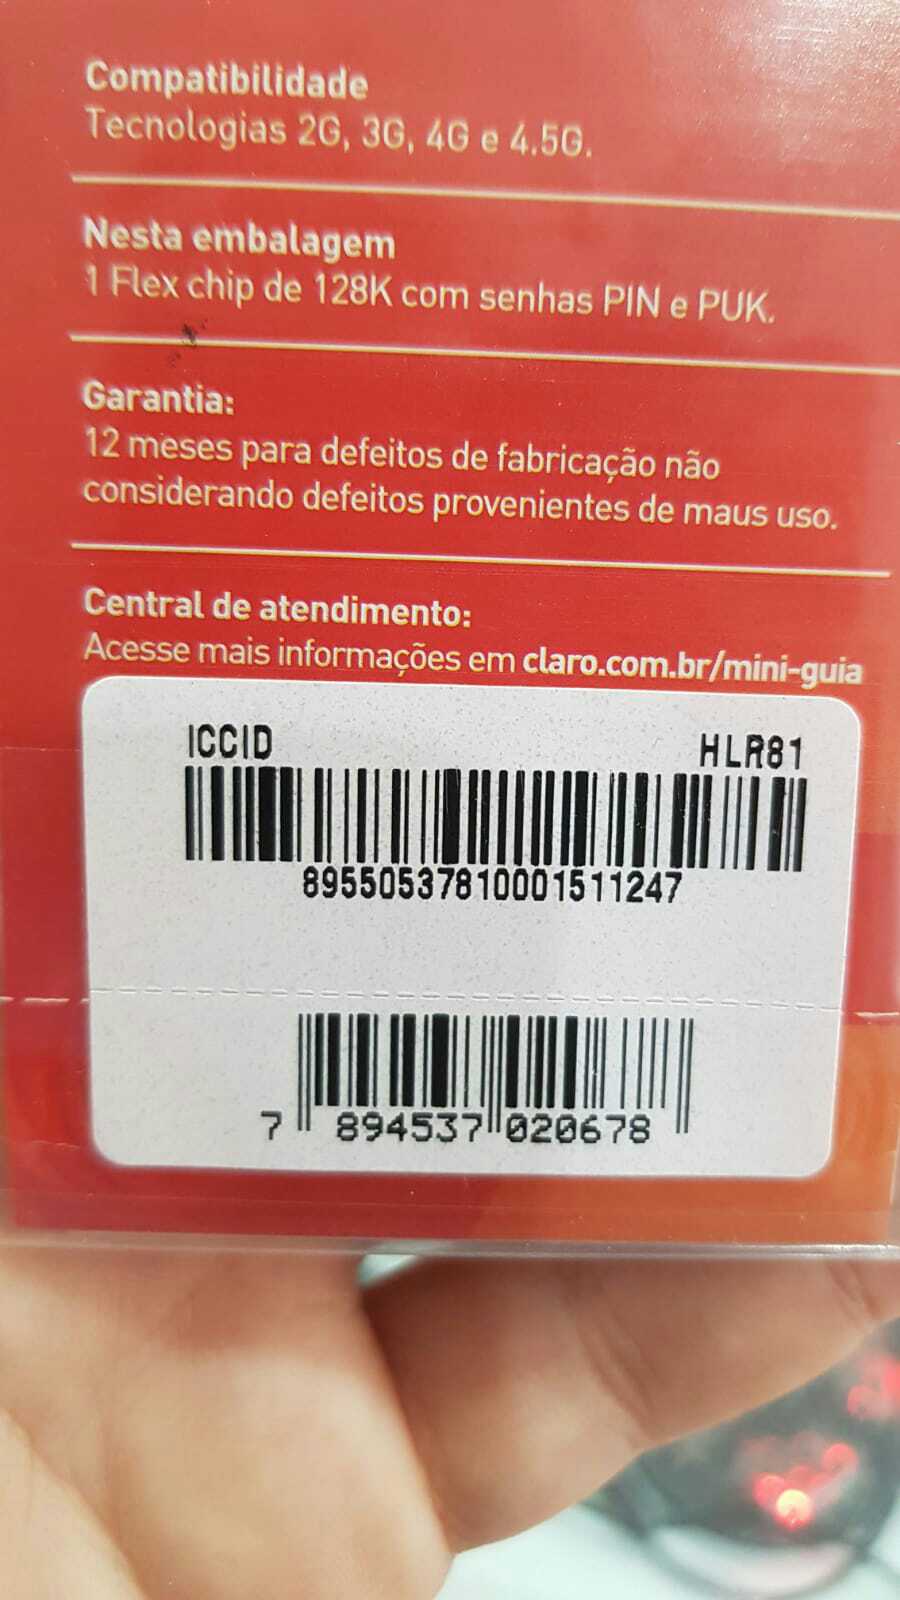 Compatibilidade
Tecnologias 2G, 3G, 4G e 4.5G.
Nesta embalagem
1 Flex chip de 128K com senhas PIN e PUK.
Garantia:
12 meses para defeitos de fabricação não
considerando defeitos provenientes de maus uso.
Central de atendimento:
Acesse mais informações em claro.com.br/mini-guia
ICCID HLR81
89550537810001511247
7 894537 020678